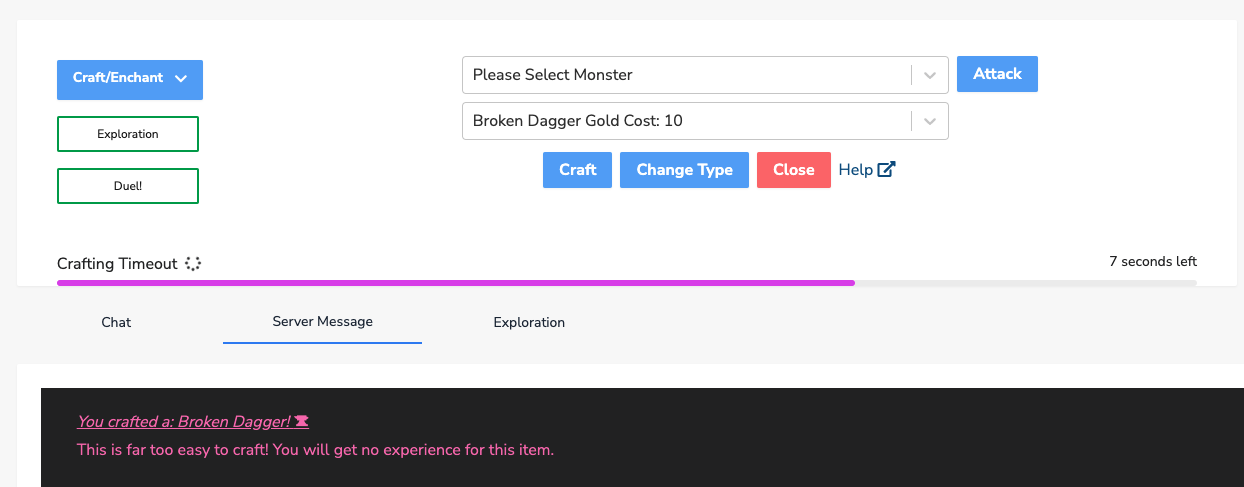 Craft/Enchant
Please Select Monster
Attack
Exploration
Broken Dagger Gold Cost: 10
Duel!
Craft
Change Type
Close
Help
Crafting Timeout
7 seconds left
Chat
Server Message
Exploration
You crafted a: Broken Dagger!
This is far too easy to craft! You will get no experience for this item.